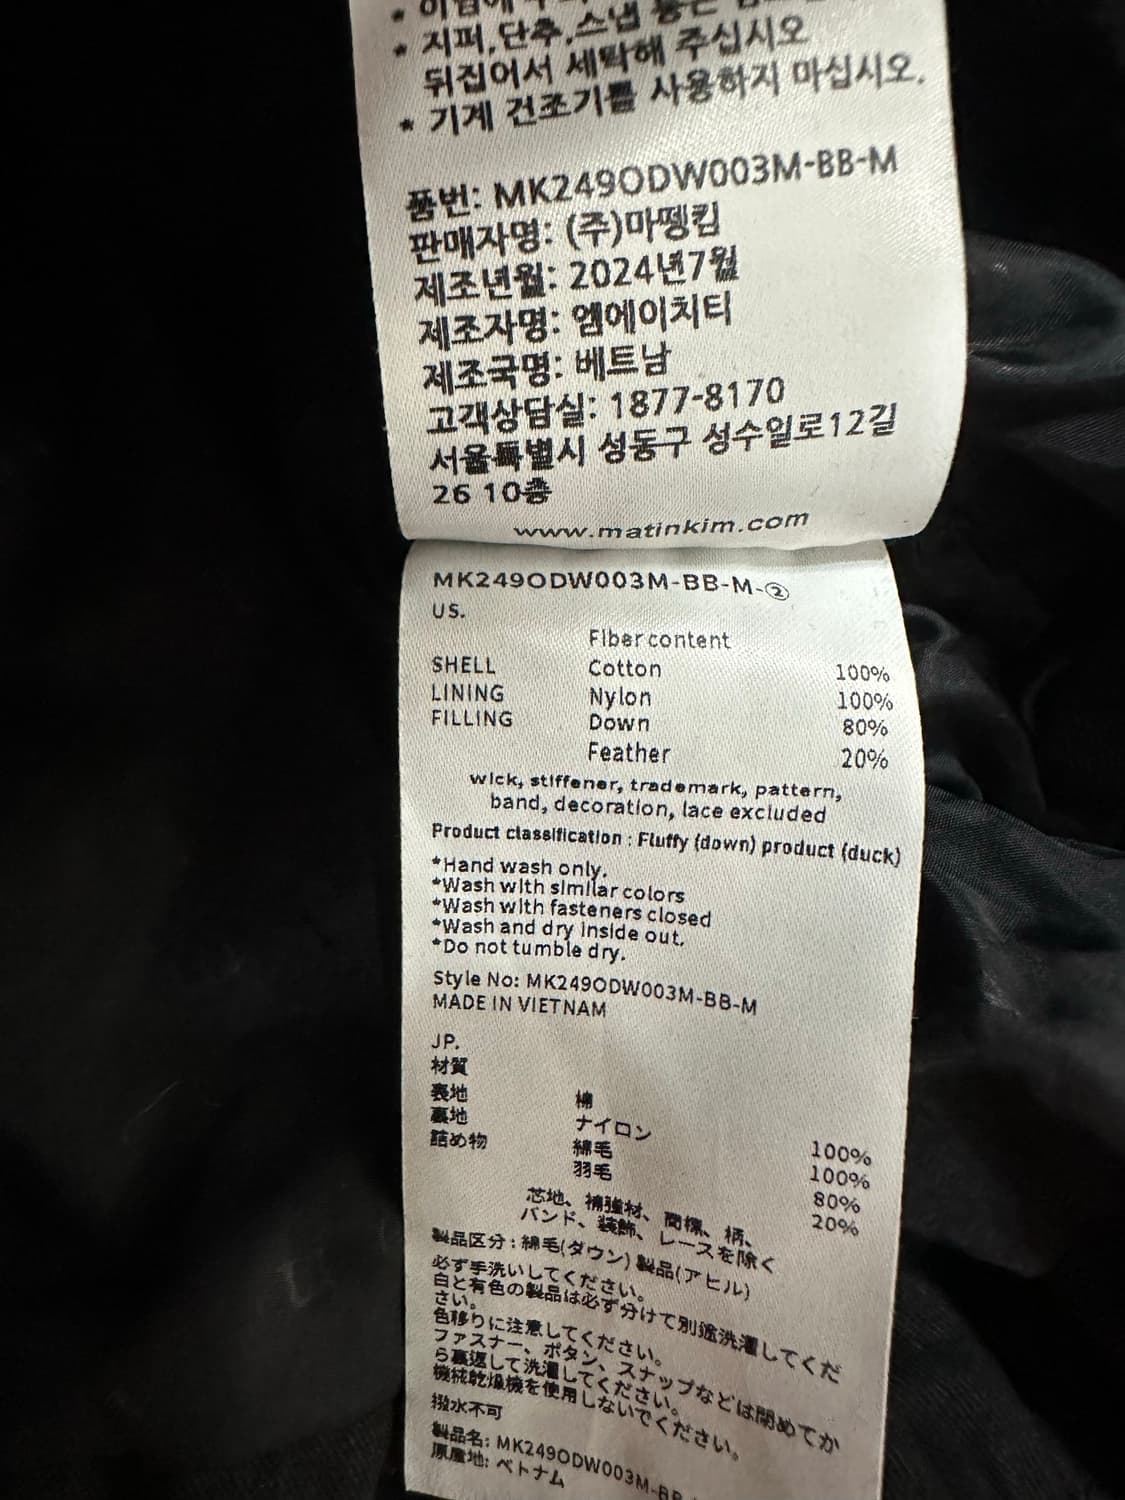 * 지퍼,단추,스냅
뒤집어서 세탁해 주십시오
* 기계 건조기를 사용하지 마십시오.
품번: MK249ODW003M-BB-M
판매자명: (주)마뗑킴
제조년월: 2024년7월
제조자명: 엠에이치티
제조국명: 베트남
고객상담실: 1877-8170
서울특별시 성동구 성수일로12길
26 10층
www.matinkim.com
MK249ODW003M-BB-M-②
US.
Fiber content
SHELL Cotton 100%
LINING Nylon 100%
FILLING Down 80%
Feather 20%
wick, stiffener, trademark, pattern,
band, decoration, lace excluded
Product classification : Fluffy (down) product (duck)
*Hand wash only.
*Wash with similar colors
*Wash with fasteners closed
*Wash and dry inside out.
*Do not tumble dry.
Style No: MK249ODW003M-BB-M
MADE IN VIETNAM
JP.
材質
表地 棉 100%
裏地 ナイロン 100%
詰め物 綿毛 80%
羽毛 20%
芯地、補強材、商標、柄、
バンド、装飾、レースを除く
製品区分 : 綿毛(ダウン) 製品(アヒル)
必ず手洗いしてください。
白と有色の製品は必ず分けて別途洗濯してくだ
さい。
色移りに注意してください。
ファスナー、ボタン、スナップなどは閉めてか
ら裏返して洗濯してください。
機械乾燥機を使用しないでください。
撥水不可
製品名: MK249ODW003M-BB
原産地: ベトナム